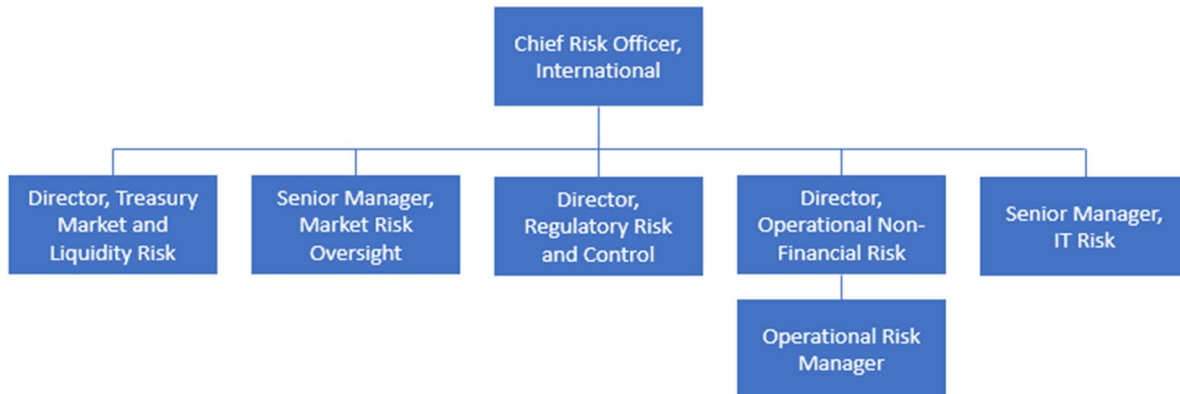 Chief Risk Officer,
International
Director, Treasury
Market and
Liquidity Risk
Senior Manager,
Market Risk
Oversight
Director,
Regulatory Risk
and Control
Director,
Operational Non-
Financial Risk
Senior Manager,
IT Risk
Operational Risk
Manager